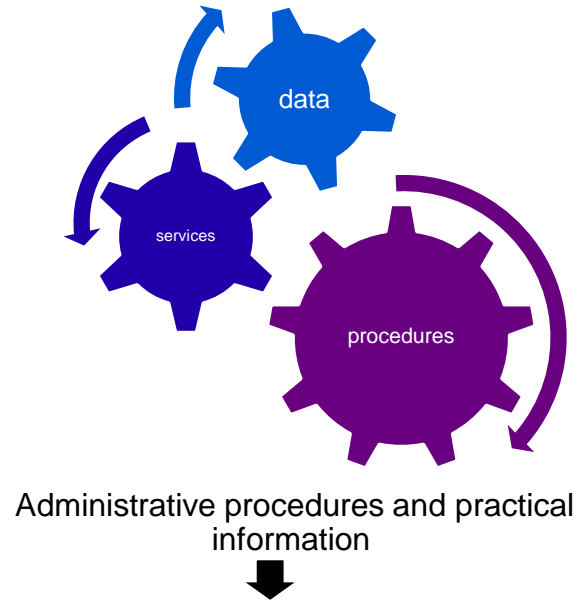 data
services
procedures
Administrative procedures and practical
information